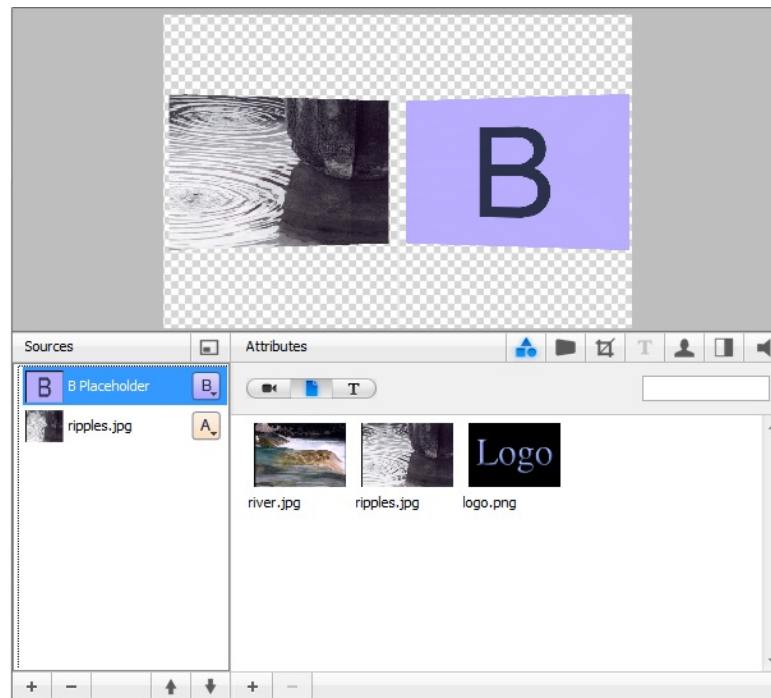 B
Sources
Attributes
T
B
B Placeholder
B
T
ripples.jpg
A
Logo
river.jpg
ripples.jpg
logo.png